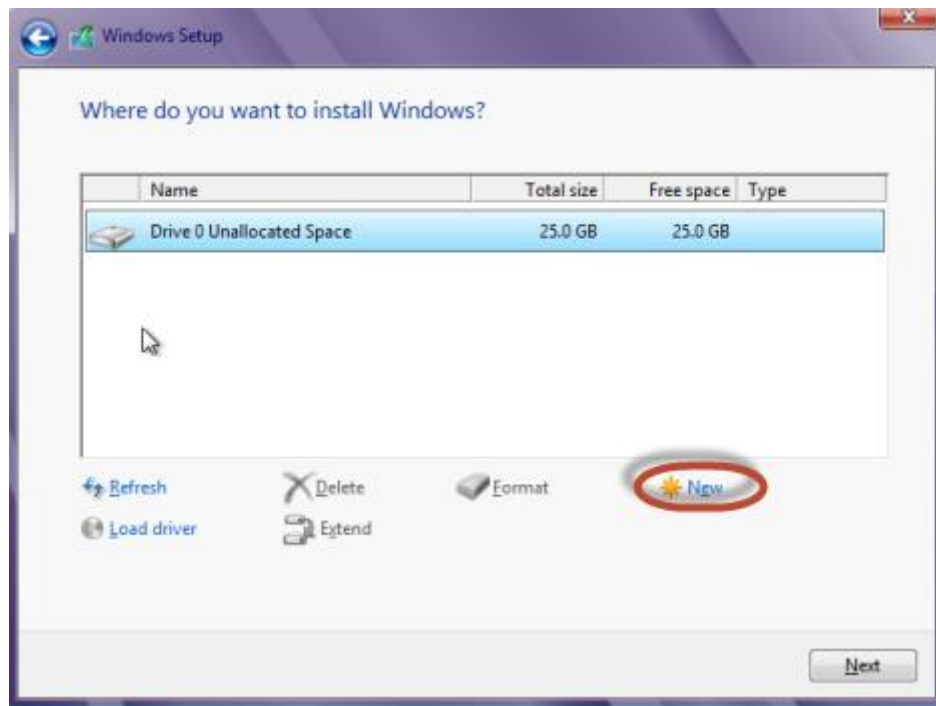 Windows Setup
Where do you want to install Windows?
Name Total size Free space Type
Drive 0 Unallocated Space 25.0 GB 25.0 GB
Refresh Delete Format New
Load driver Extend
Next